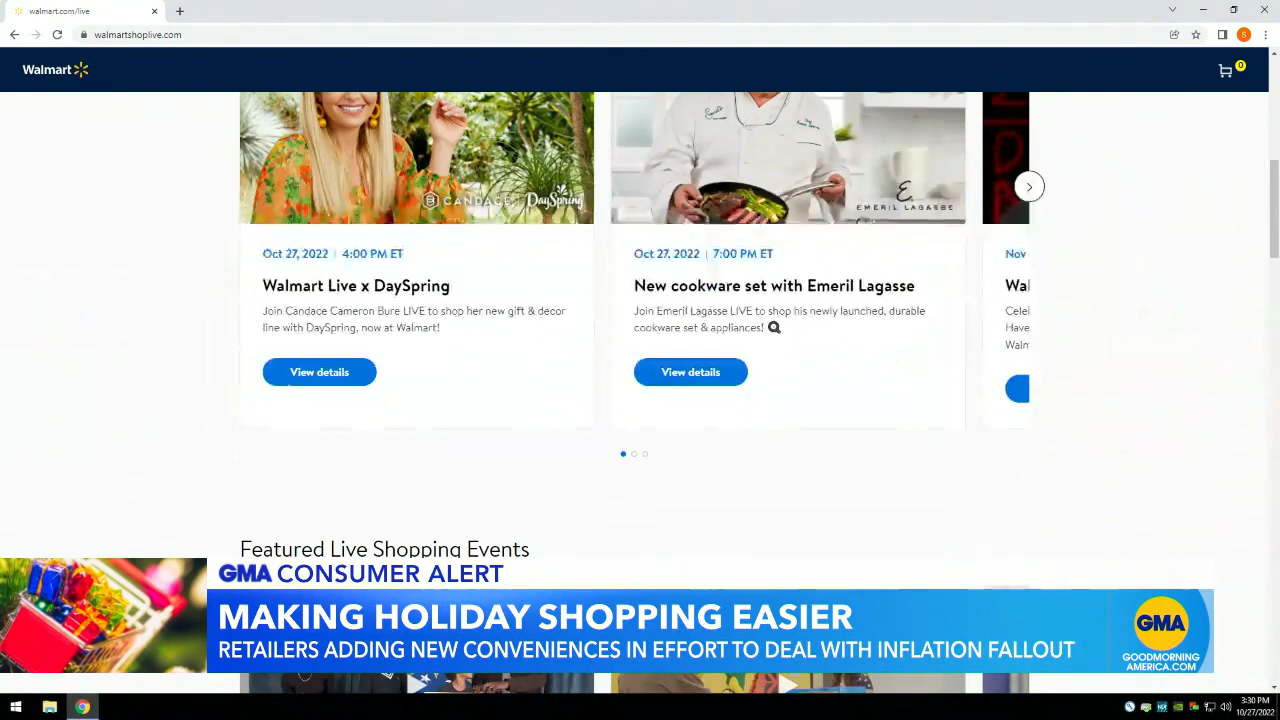 walmart.com/live
walmartshoplive.com
S
Walmart
0
CANDACE DaySpring
E.
EMERIL LAGASSE
Oct 27, 2022 | 4:00 PM ET
Walmart Live x DaySpring
Join Candace Cameron Bure LIVE to shop her new gift & decor
line with DaySpring, now at Walmart!
View details
Oct 27, 2022 | 7:00 PM ET
New cookware set with Emeril Lagasse
Join Emeril Lagasse LIVE to shop his newly launched, durable
cookware set & appliances!
View details
Nov
Wal
Celel
Have
Waln
Featured Live Shopping Events
GMA CONSUMER ALERT
MAKING HOLIDAY SHOPPING EASIER
RETAILERS ADDING NEW CONVENIENCES IN EFFORT TO DEAL WITH INFLATION FALLOUT
GMA
GOODMORNING
AMERICA.COM
3:30 PM
10/27/2022